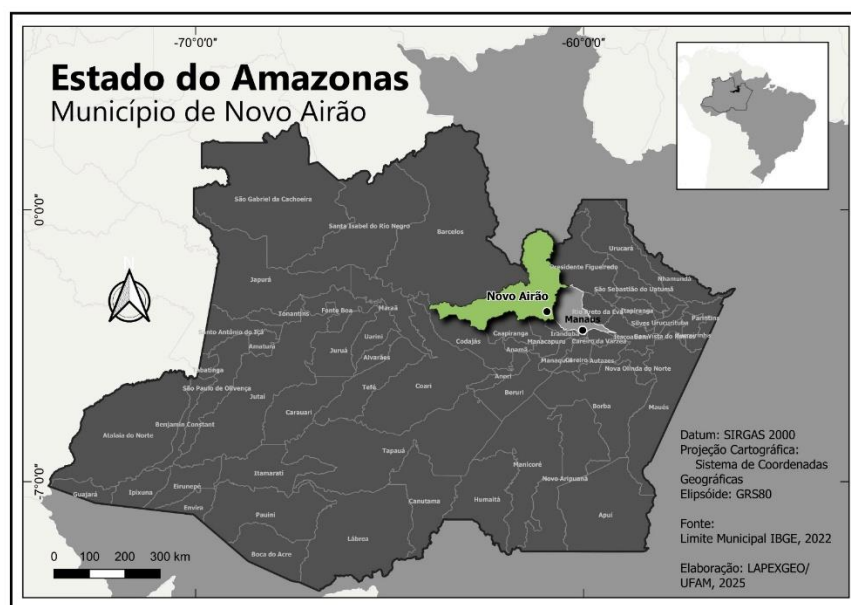 -70°0'0"
-60°0'0"
Estado do Amazonas
Município de Novo Airão
0°0'0"
-7°0'0"
N
São Gabriel da Cachoeira
Santa Isabel do Rio Negro
Barcelos
Urucará
Presidente Figueiredo
Nhamundá
Japurá
São Sebastião do Uatumã
Novo Airão
Rio Preto da Eva
Itapiranga
Parintins
Tonantins
Fonte Boa
Maraã
Manaus
Silves
Urucurituba
Santo Antônio do Içá
Iranduba
Caapiranga
Manacapuru
Careiro da Várzea
Codajás
Amaturá
Uarini
Juruá
Anamã
Alvarães
Careiro
Autazes
Tabatinga
Nova Olinda do Norte
São Paulo de Olivença
Anori
Tefé
Coari
Jutaí
Beruri
Carauari
Borba
Maués
Benjamin Constant
Atalaia do Norte
Tapauá
Itamarati
Manicoré
Guajará
Ipixuna
Eirunepé
Novo Aripuanã
Envira
Pauini
Canutama
Humaitá
Apuí
Lábrea
Boca do Acre
Datum: SIRGAS 2000
Projeção Cartográfica:
Sistema de Coordenadas
Geográficas
Elipsóide: GRS80
Fonte:
Limite Municipal IBGE, 2022
Elaboração: LAPEXGEO/
UFAM, 2025
0 100 200 300 km